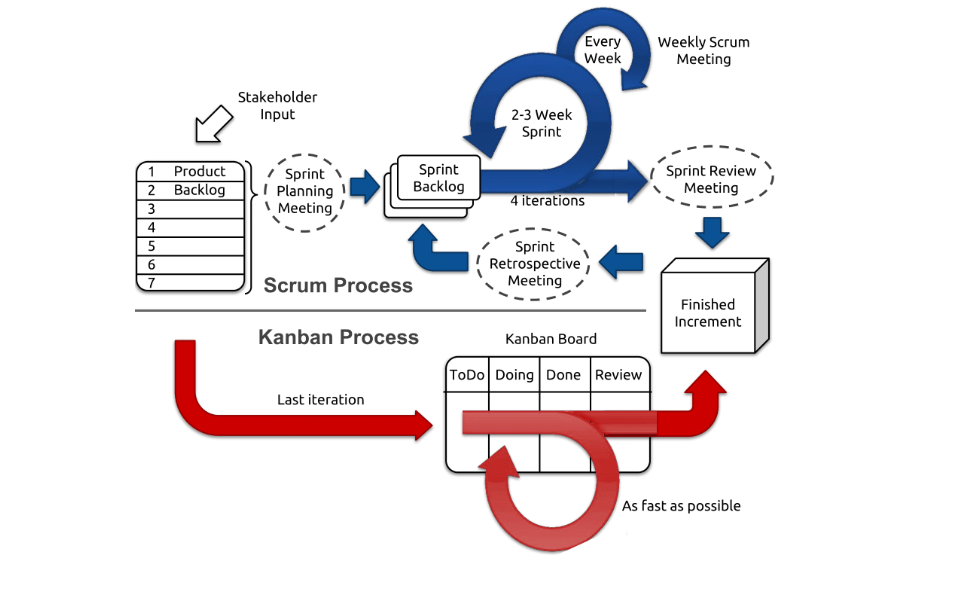 Every
Week
Weekly Scrum
Meeting
Stakeholder
Input
2-3 Week
Sprint
1 Product
2 Backlog
3
4
5
6
7
Sprint
Planning
Meeting
Sprint
Backlog
4 iterations
Sprint Review
Meeting
Sprint
Retrospective
Meeting
Scrum Process
Finished
Increment
Kanban Process
Kanban Board
ToDo Doing Done Review
Last iteration
As fast as possible